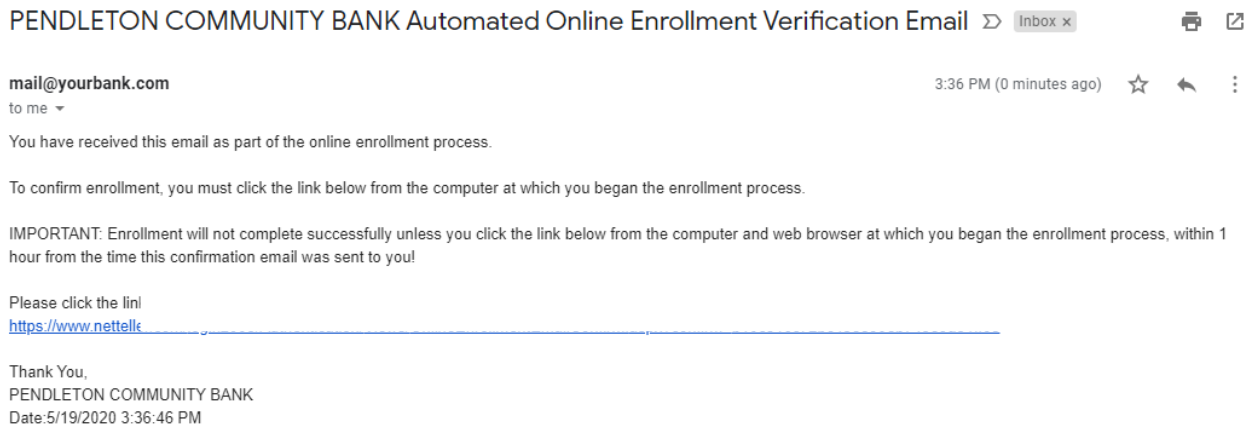 PENDLETON COMMUNITY BANK Automated Online Enrollment Verification Email Inbox x
mail@yourbank.com 3:36 PM (0 minutes ago)
to me
You have received this email as part of the online enrollment process.
To confirm enrollment, you must click the link below from the computer at which you began the enrollment process.
IMPORTANT: Enrollment will not complete successfully unless you click the link below from the computer and web browser at which you began the enrollment process, within 1
hour from the time this confirmation email was sent to you!
Please click the
Thank You,
PENDLETON COMMUNITY BANK
Date:5/19/2020 3:36:46 PM